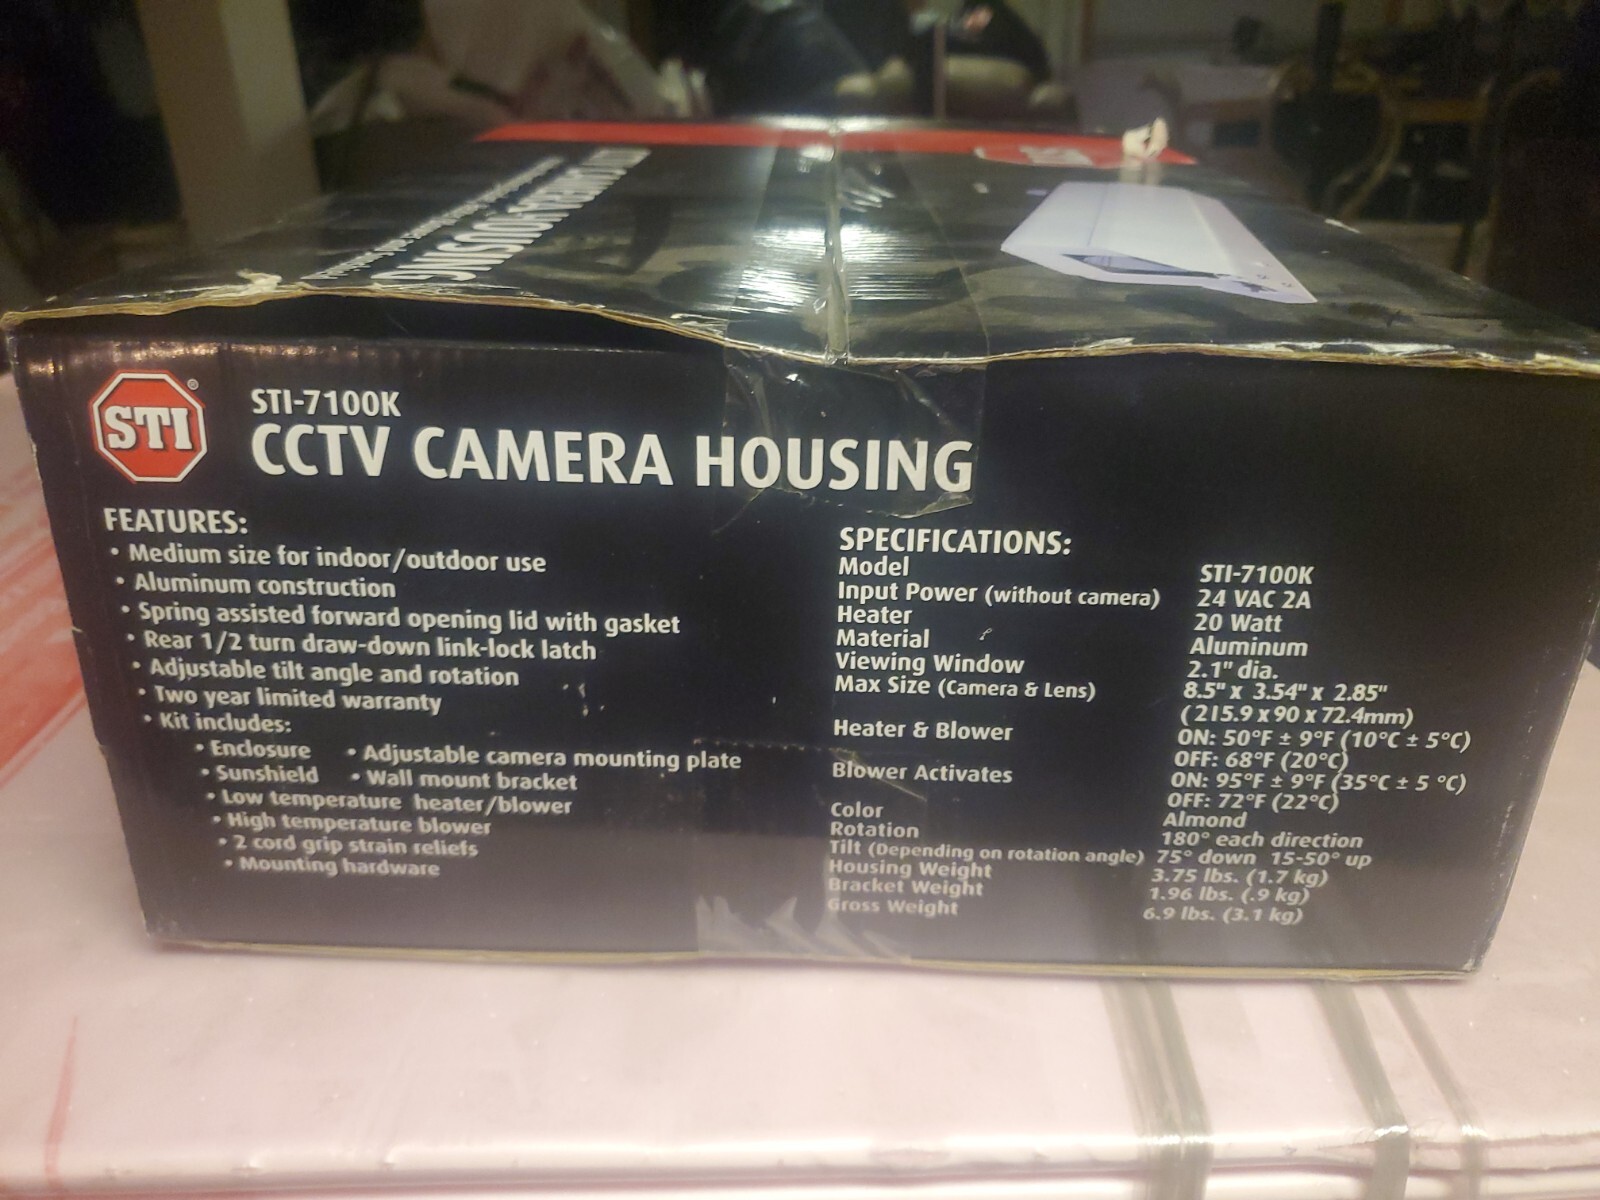 CCTV CAMERA HOUSING
STI®
STI-7100K
CCTV CAMERA HOUSING
FEATURES:
• Medium size for indoor/outdoor use
• Aluminum construction
• Spring assisted forward opening lid with gasket
• Rear 1/2 turn draw-down link-lock latch
• Adjustable tilt angle and rotation
• Two year limited warranty
• Kit includes:
• Enclosure • Adjustable camera mounting plate
• Sunshield • Wall mount bracket
• Low temperature heater/blower
• High temperature blower
• 2 cord grip strain reliefs
• Mounting hardware
SPECIFICATIONS:
Model STI-7100K
Input Power (without camera) 24 VAC 2A
Heater 20 Watt
Material Aluminum
Viewing Window 2.1" dia.
Max Size (Camera & Lens) 8.5" x 3.54" x 2.85"
(215.9 x 90 x 72.4mm)
Heater & Blower ON: 50°F ± 9°F (10°C ± 5°C)
OFF: 68°F (20°C)
Blower Activates ON: 95°F ± 9°F (35°C ± 5 °C)
OFF: 72°F (22°C)
Color Almond
Rotation 180° each direction
Tilt (Depending on rotation angle) 75° down 15-50° up
Housing Weight 3.75 lbs. (1.7 kg)
Bracket Weight 1.96 lbs. (.9 kg)
Gross Weight 6.9 lbs. (3.1 kg)